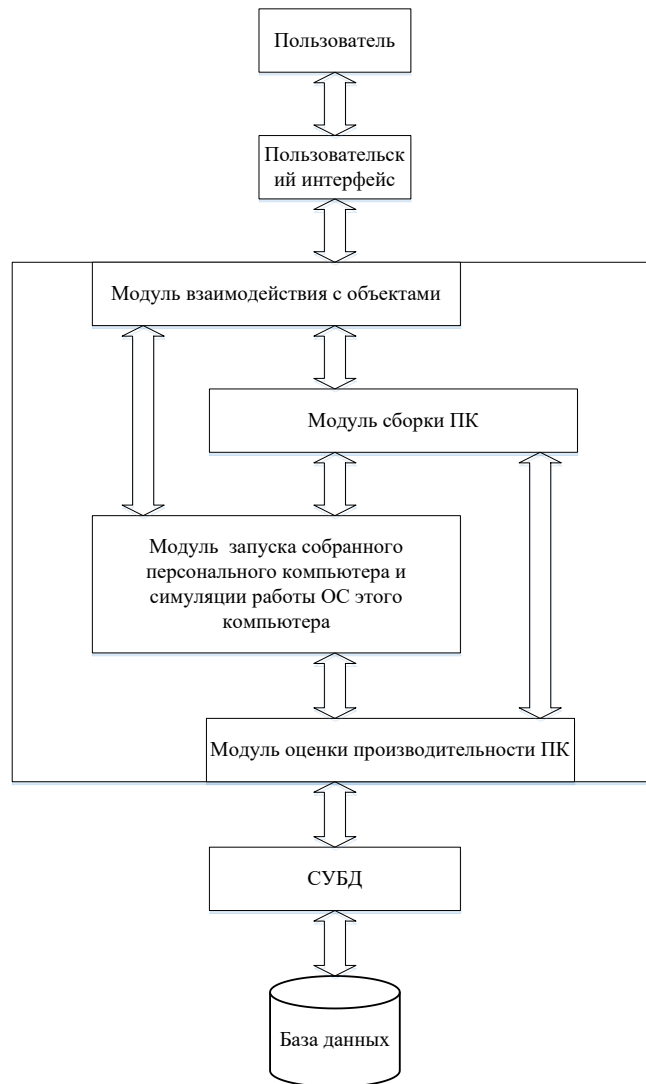 Пользователь
Пользовательск
ий интерфейс
Модуль взаимодействия с объектами
Модуль сборки ПК
Модуль запуска собранного
персонального компьютера и
симуляции работы ОС этого
компьютера
Модуль оценки производительности ПК
СУБД
База данных